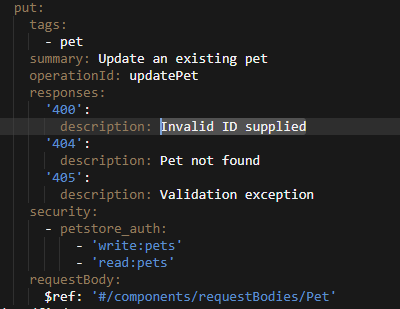 put:
  tags:
    - pet
  summary: Update an existing pet
  operationId: updatePet
  responses:
    '400':
      description: Invalid ID supplied
    '404':
      description: Pet not found
    '405':
      description: Validation exception
  security:
    - petstore_auth:
        - 'write:pets'
        - 'read:pets'
  requestBody:
    $ref: '#/components/requestBodies/Pet'